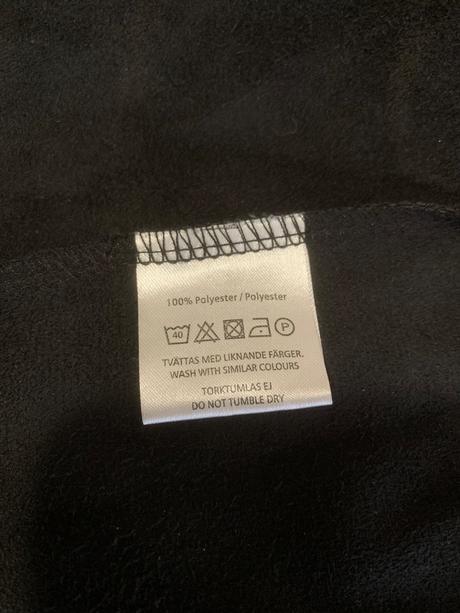 100% Polyester / Polyester
40 P
TVÄTTAS MED LIKNANDE FÄRGER.
WASH WITH SIMILAR COLOURS
TORKTUMLAS EJ
DO NOT TUMBLE DRY